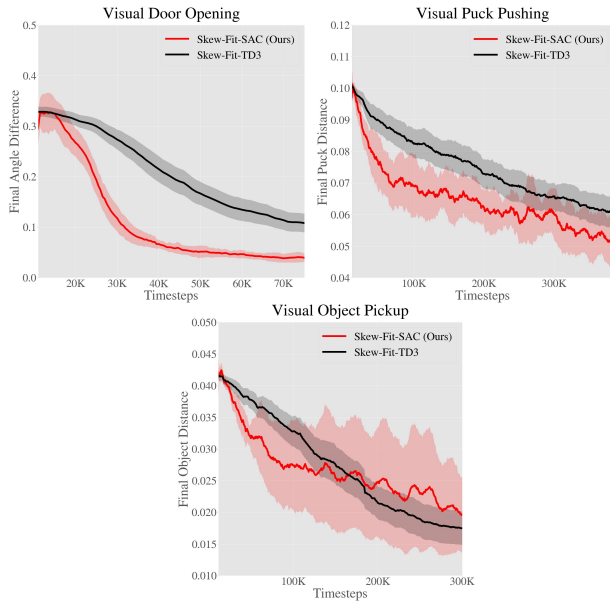 Visual Door Opening
Skew-Fit-SAC (Ours)
Skew-Fit-TD3
Final Angle Difference
0.5
0.4
0.3
0.2
0.1
0.0
20K 30K 40K 50K 60K 70K
Timesteps
Visual Puck Pushing
Skew-Fit-SAC (Ours)
Skew-Fit-TD3
Final Puck Distance
0.12
0.11
0.10
0.09
0.08
0.07
0.06
0.05
0.04
100K 200K 300K
Timesteps
Visual Object Pickup
Skew-Fit-SAC (Ours)
Skew-Fit-TD3
Final Object Distance
0.050
0.045
0.040
0.035
0.030
0.025
0.020
0.015
0.010
100K 200K 300K
Timesteps